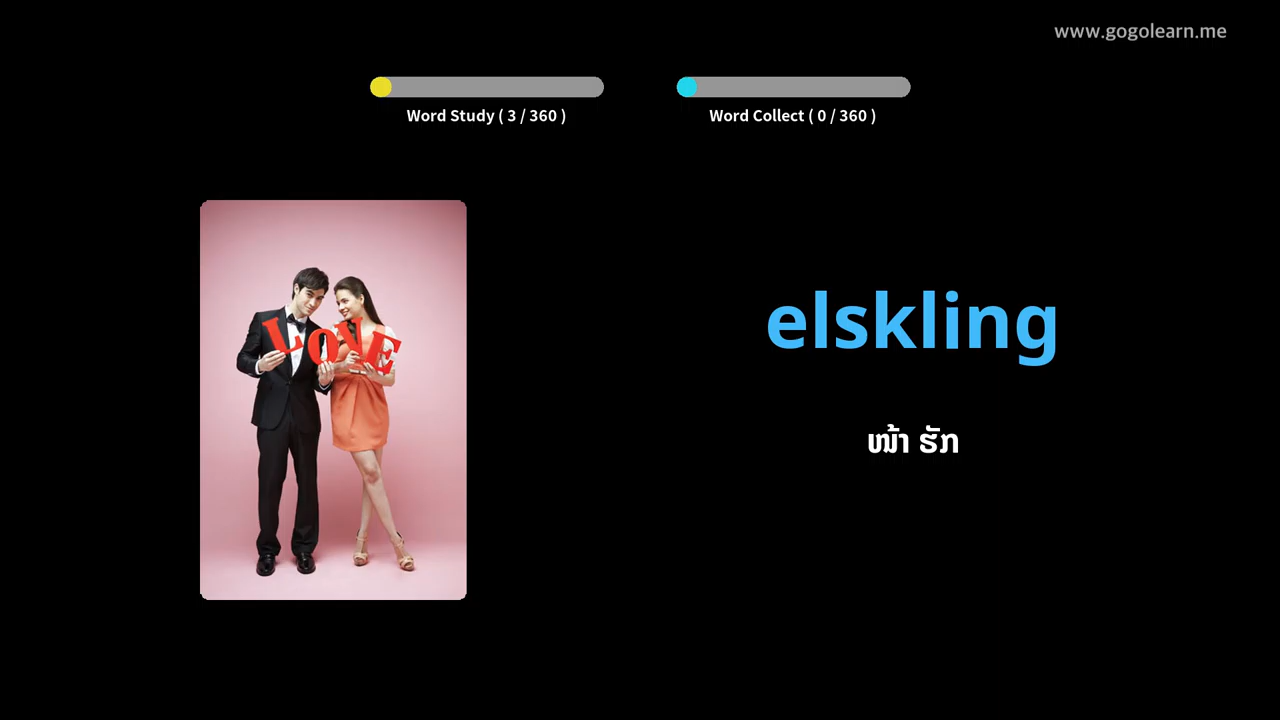 www.gogolearn.me
Word Study ( 3 / 360 )
Word Collect ( 0 / 360 )
LOVE
elskling
ໜ້າ ຮັກ